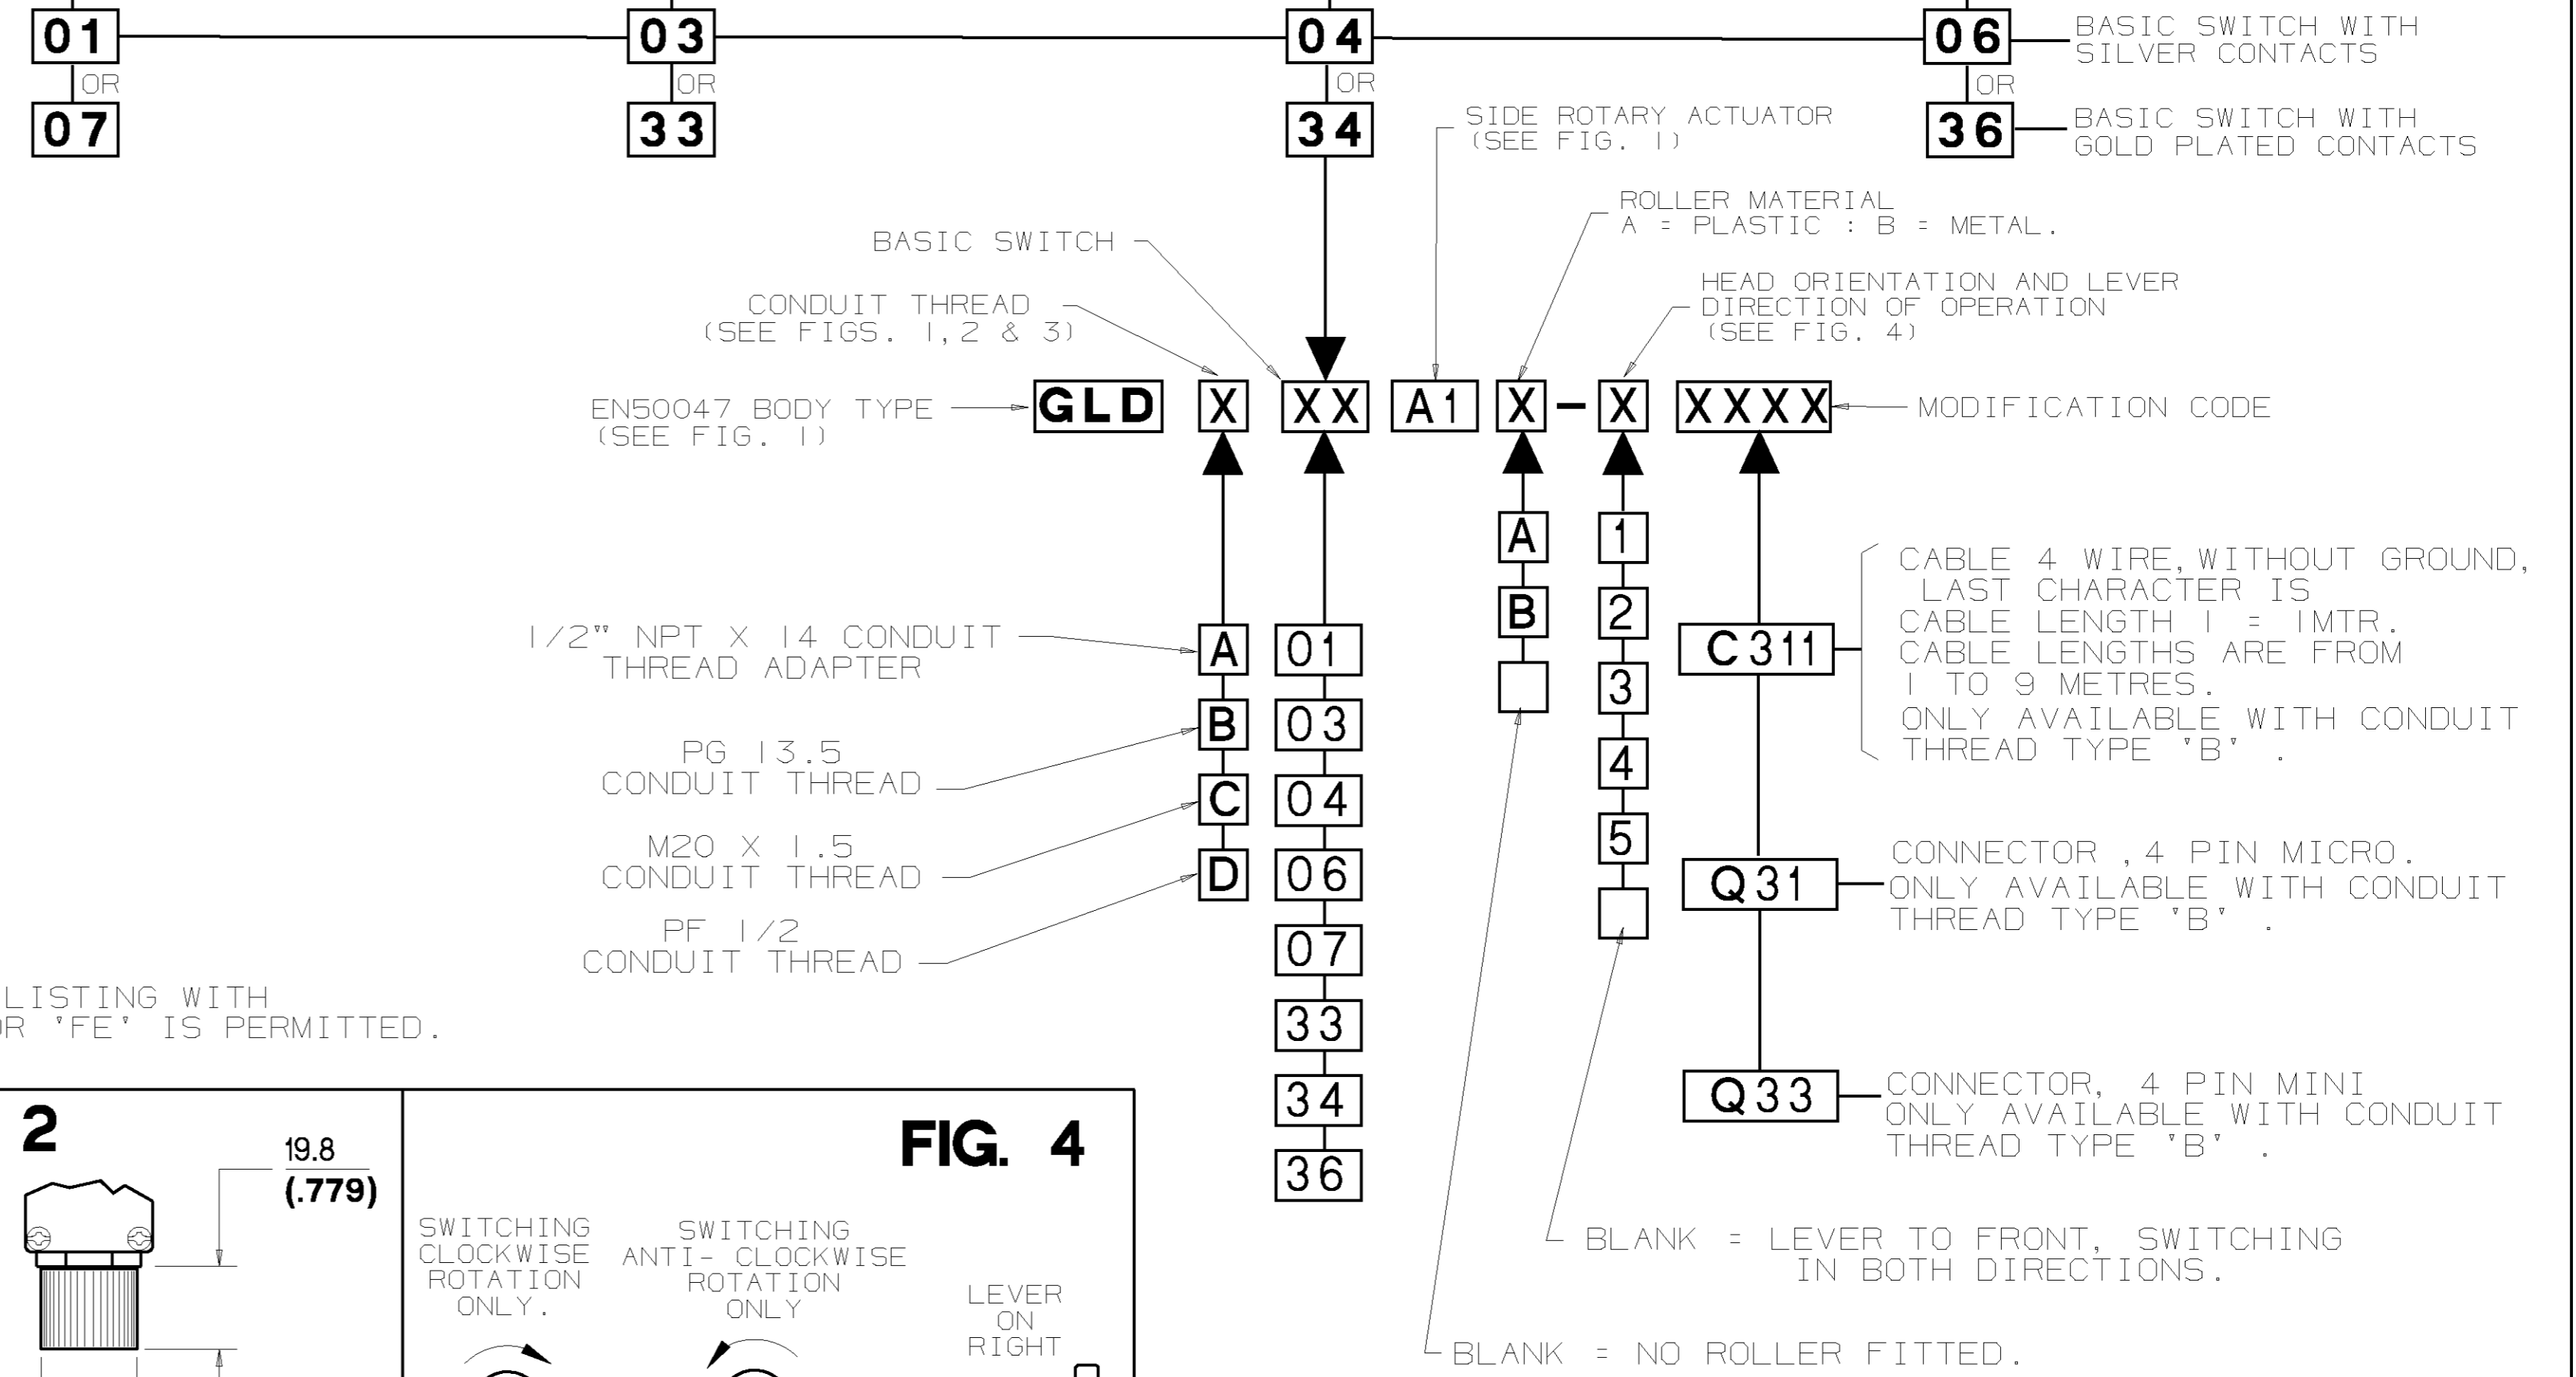 01
03
04
06
BASIC SWITCH WITH
SILVER CONTACTS
OR
OR
OR
OR
07
33
34
36
BASIC SWITCH WITH
GOLD PLATED CONTACTS
SIDE ROTARY ACTUATOR
(SEE FIG. 1)
ROLLER MATERIAL
A = PLASTIC : B = METAL.
BASIC SWITCH
HEAD ORIENTATION AND LEVER
DIRECTION OF OPERATION
(SEE FIG. 4)
CONDUIT THREAD
(SEE FIGS. 1,2 & 3)
EN50047 BODY TYPE
(SEE FIG. 1)
GLD X XX A1 X - X XXXX
MODIFICATION CODE
1/2" NPT X 14 CONDUIT
THREAD ADAPTER
PG 13.5
CONDUIT THREAD
M20 X 1.5
CONDUIT THREAD
PF 1/2
CONDUIT THREAD
A
B
C
D
01
03
04
06
07
33
34
36
A
B
1
2
3
4
5
C311
CABLE 4 WIRE, WITHOUT GROUND,
LAST CHARACTER IS
CABLE LENGTH 1 = 1MTR.
CABLE LENGTHS ARE FROM
1 TO 9 METRES.
ONLY AVAILABLE WITH CONDUIT
THREAD TYPE 'B' .
Q31
CONNECTOR , 4 PIN MICRO.
ONLY AVAILABLE WITH CONDUIT
THREAD TYPE 'B' .
Q33
CONNECTOR, 4 PIN MINI
ONLY AVAILABLE WITH CONDUIT
THREAD TYPE 'B' .
BLANK = LEVER TO FRONT, SWITCHING
IN BOTH DIRECTIONS.
BLANK = NO ROLLER FITTED.
LISTING WITH
OR 'FE' IS PERMITTED.
2
19.8
(.779)
FIG. 4
SWITCHING
CLOCKWISE
ROTATION
ONLY.
SWITCHING
ANTI- CLOCKWISE
ROTATION
ONLY
LEVER
ON
RIGHT